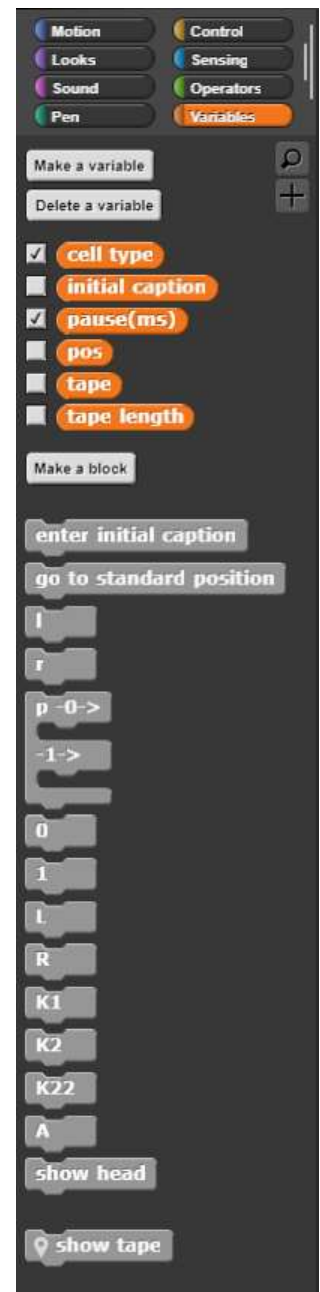 Motion Control
Looks Sensing
Sound Operators
Pen Variables
Make a variable
Delete a variable
cell type
initial caption
pause(ms)
pos
tape
tape length
Make a block
enter initial caption
go to standard position
l
r
p -0->
-1->
0
1
L
R
K1
K2
K22
A
show head
show tape